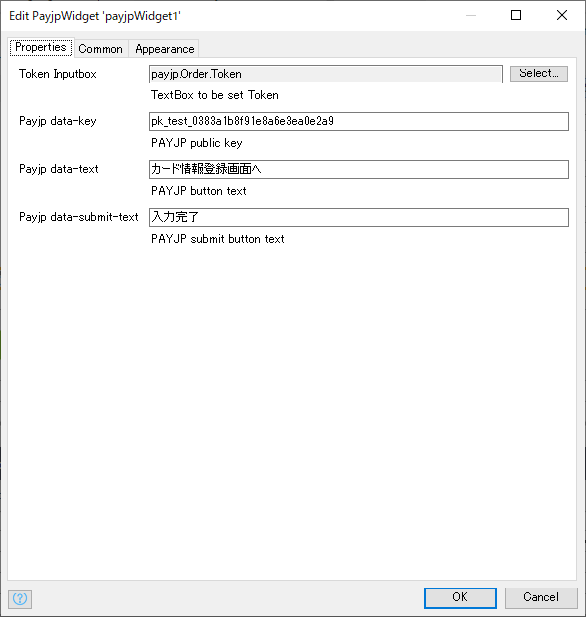 Edit PayjpWidget 'payjpWidget1'
Properties Common Appearance
Token Inputbox payjp.Order.Token Select...
TextBox to be set Token
Payjp data-key pk_test_0383a1b8f91e8a6e3ea0e2a9
PAYJP public key
Payjp data-text カード情報登録画面へ
PAYJP button text
Payjp data-submit-text 入力完了
PAYJP submit button text
OK Cancel